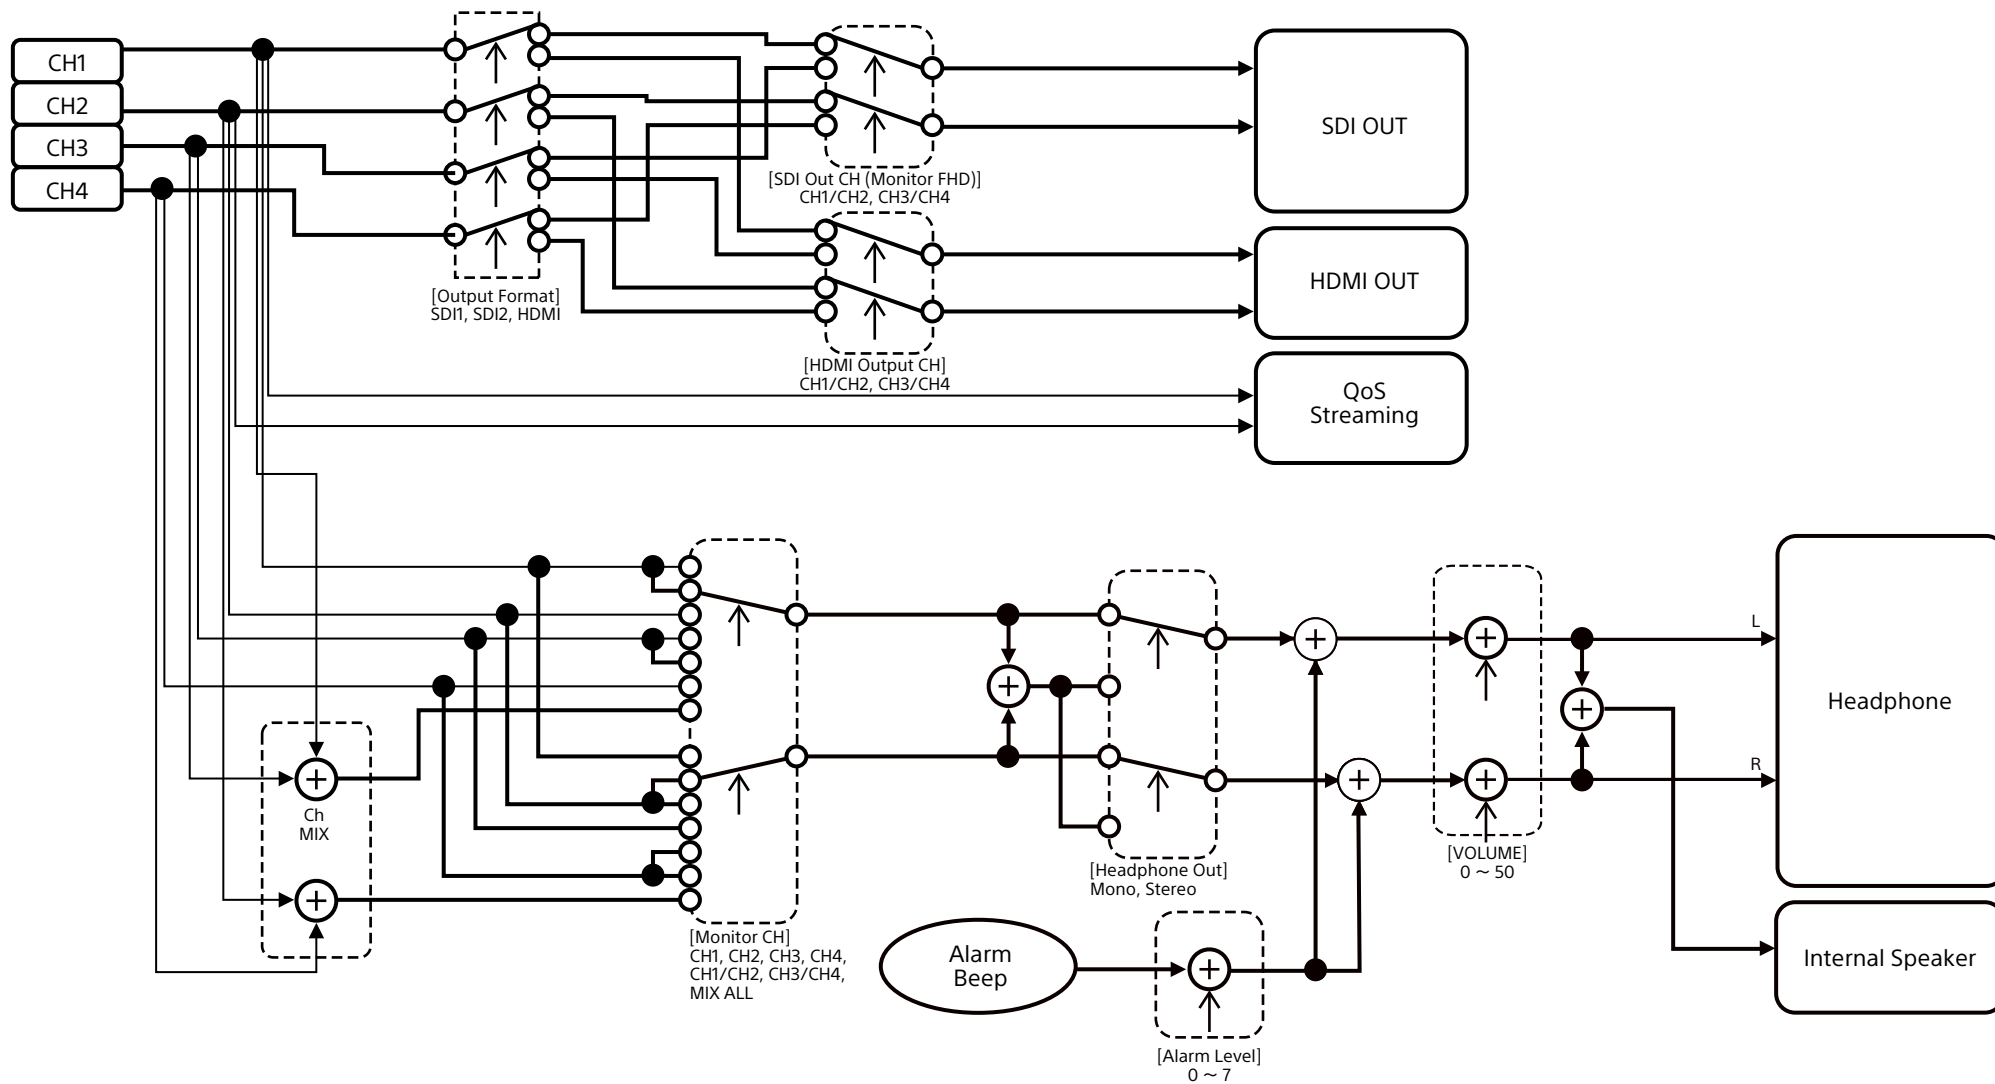 CH1
CH2
CH3
CH4
[Output Format]
SDI1, SDI2, HDMI
[SDI Out CH (Monitor FHD)]
CH1/CH2, CH3/CH4
[HDMI Output CH]
CH1/CH2, CH3/CH4
SDI OUT
HDMI OUT
QoS
Streaming
Ch
MIX
[Monitor CH]
CH1, CH2, CH3, CH4,
CH1/CH2, CH3/CH4,
MIX ALL
[Headphone Out]
Mono, Stereo
Alarm
Beep
[Alarm Level]
0 ~ 7
[VOLUME]
0 ~ 50
L
R
Headphone
Internal Speaker